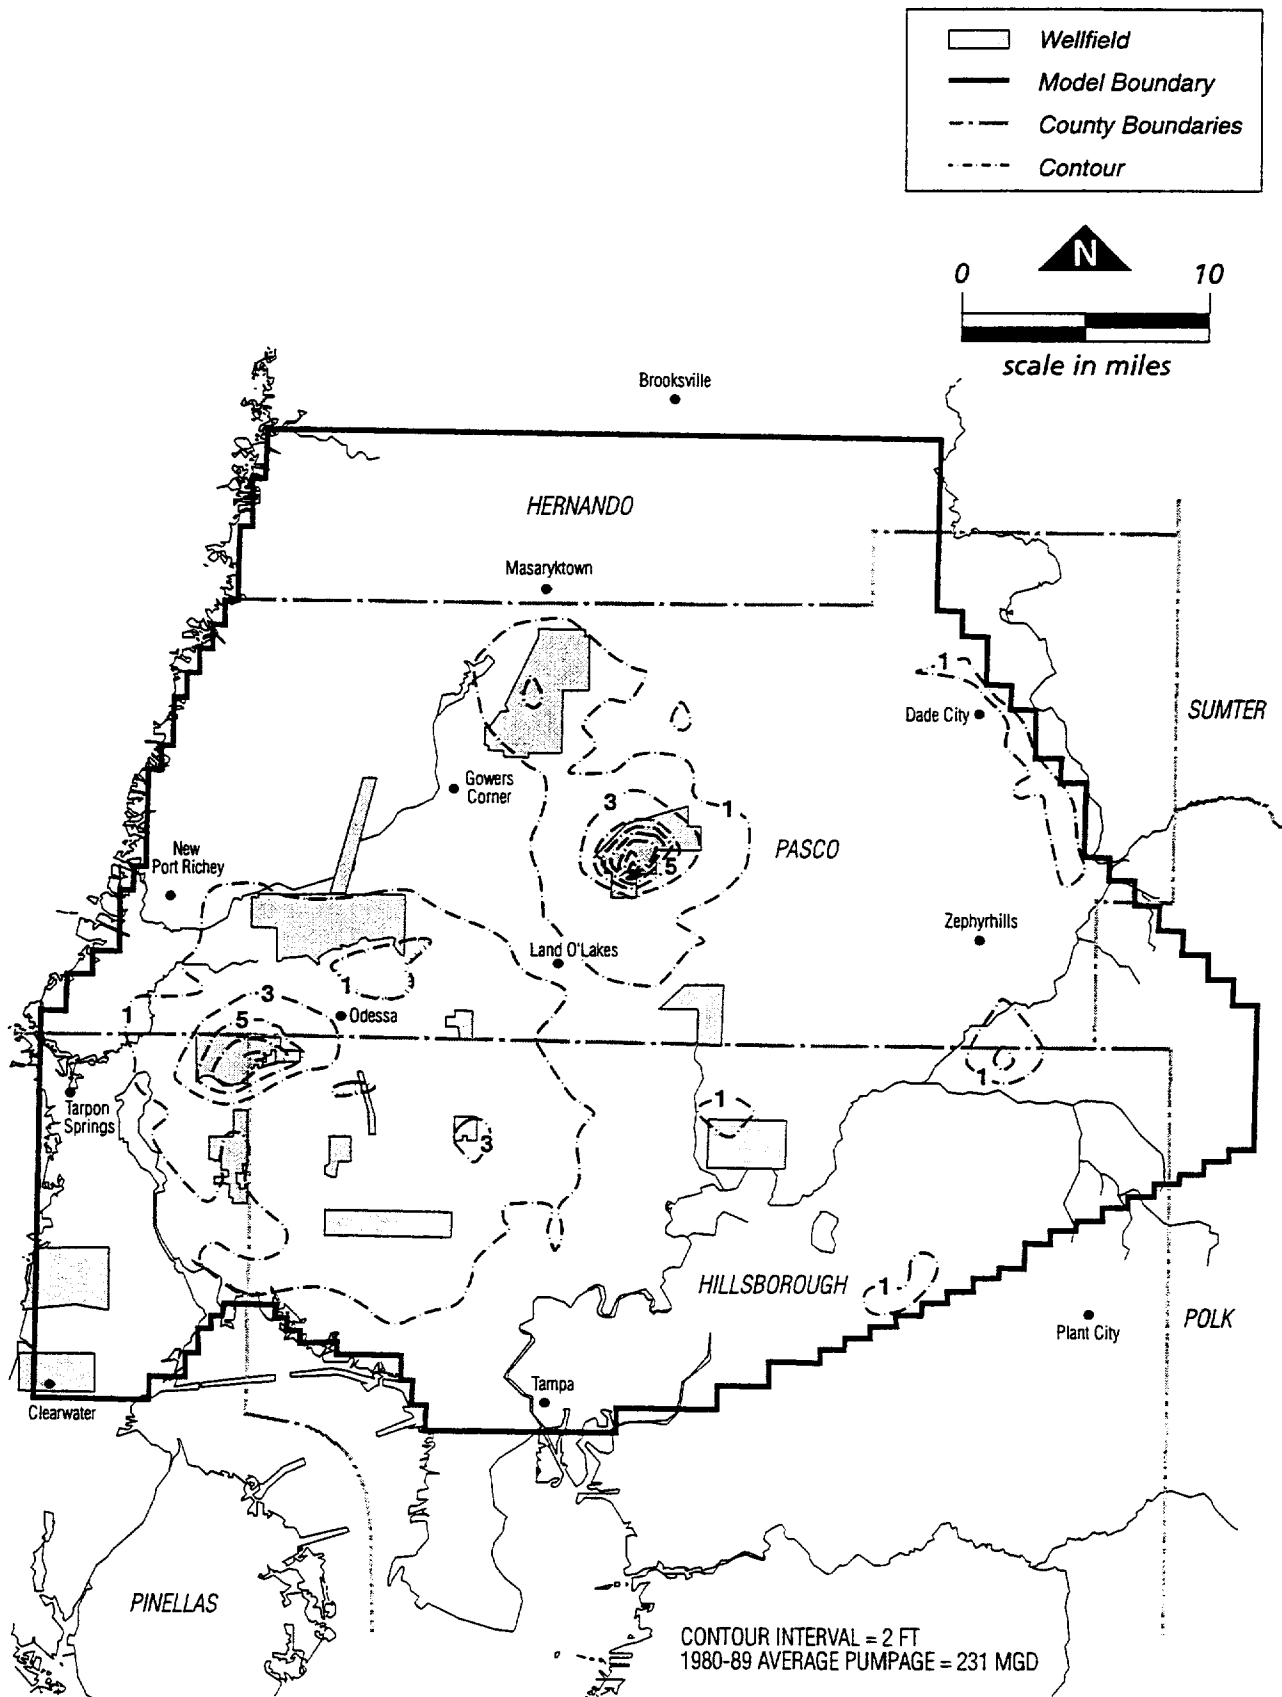 Wellfield
Model Boundary
County Boundaries
Contour
N
0
10
scale in miles
Brooksville
HERNANDO
Masaryktown
1
Dade City
SUMTER
Gowers
Corner
3
1
PASCO
5
New
Port Richey
Zephyrhills
Land O'Lakes
1
3
1
5
Odessa
1
Tarpon
Springs
1
3
HILLSBOROUGH
1
Plant City
POLK
Tampa
Clearwater
PINELLAS
CONTOUR INTERVAL = 2 FT
1980-89 AVERAGE PUMPAGE = 231 MGD